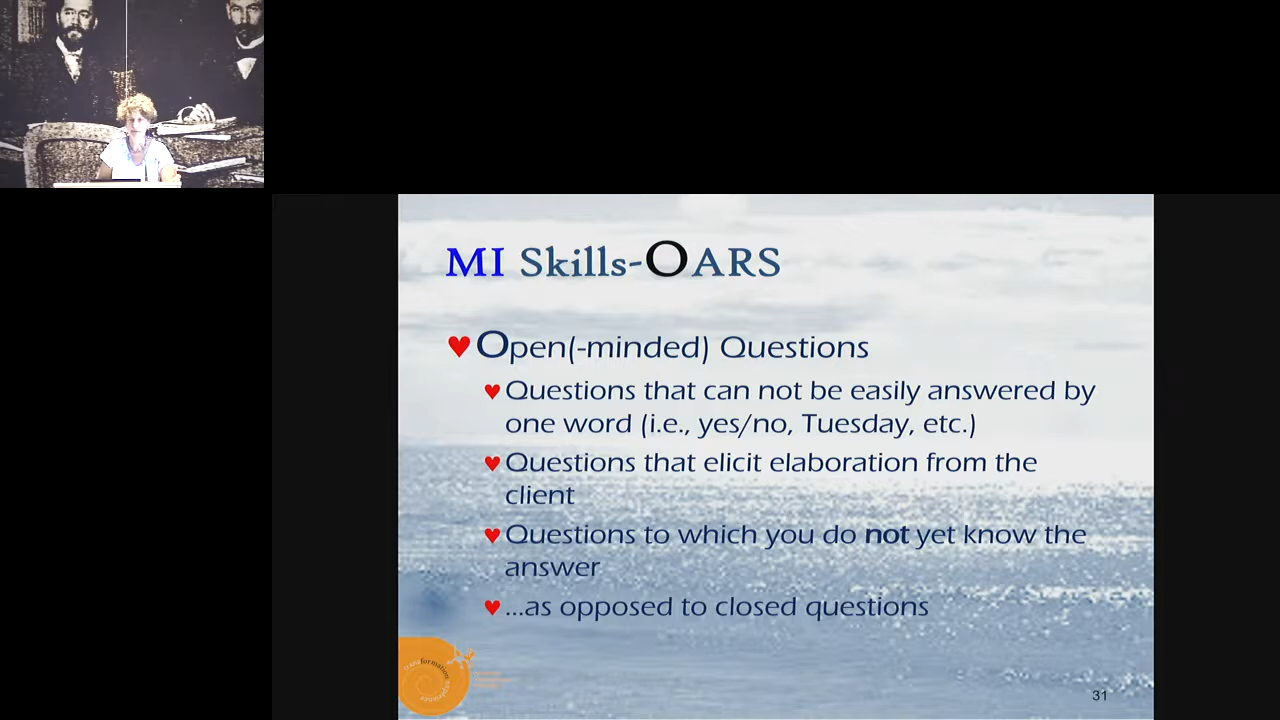 MI Skills-OARS
Open(-minded) Questions
Questions that can not be easily answered by
one word (i.e., yes/no, Tuesday, etc.)
Questions that elicit elaboration from the
client
Questions to which you do not yet know the
answer
...as opposed to closed questions
31